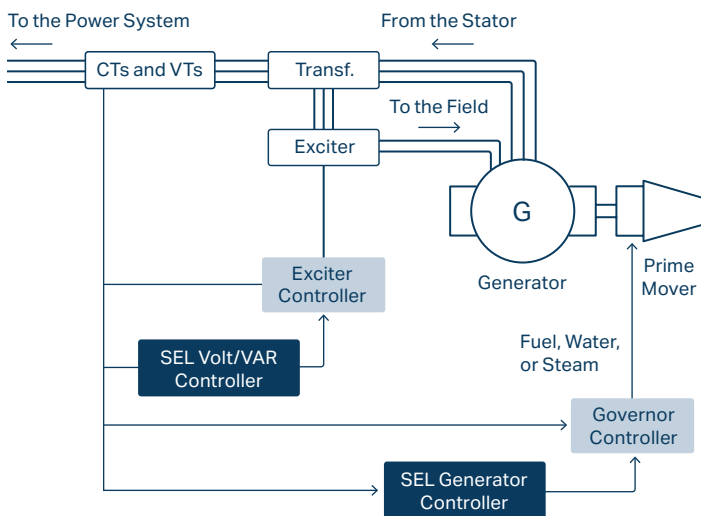 To the Power System
From the Stator
CTs and VTs
Transf.
To the Field
Exciter
G
Generator
Prime
Mover
Exciter
Controller
Fuel, Water,
or Steam
SEL Volt/VAR
Controller
Governor
Controller
SEL Generator
Controller